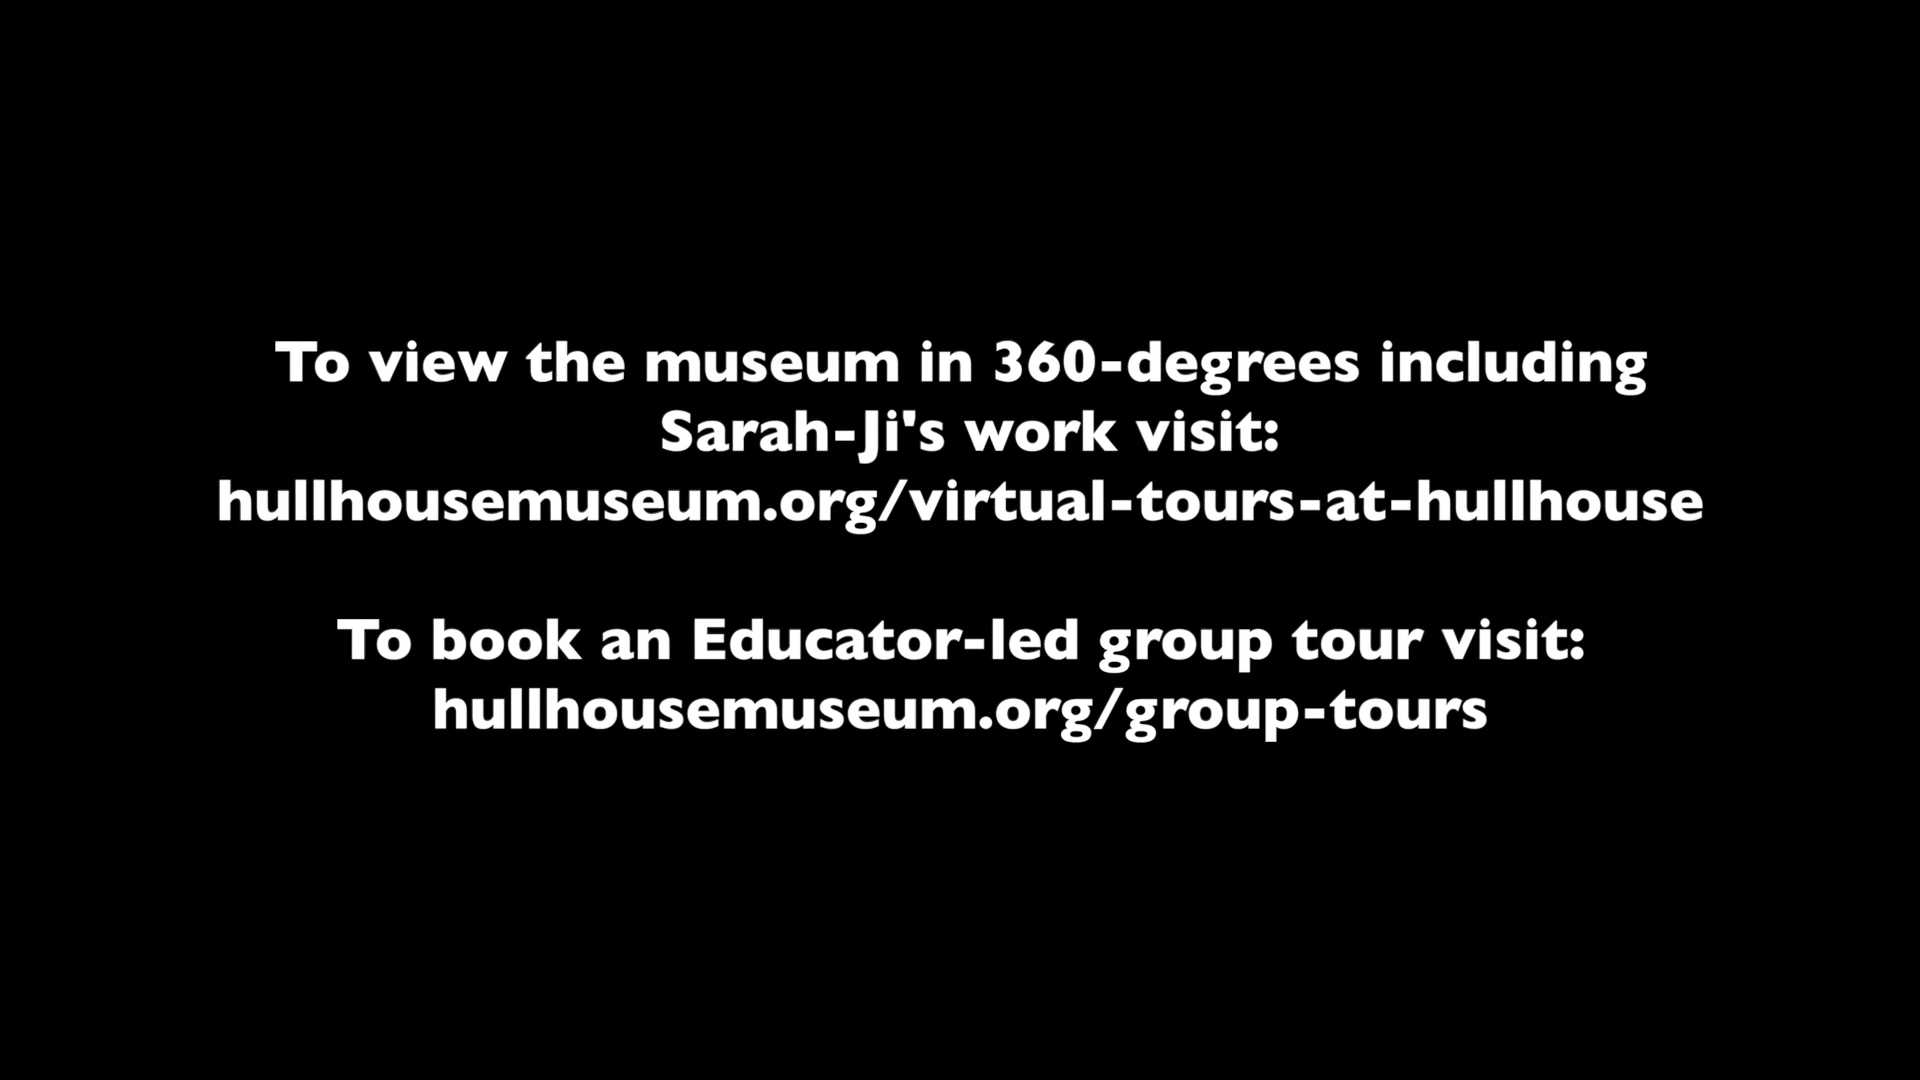 To view the museum in 360-degrees including
Sarah-Ji's work visit:
hullhousemuseum.org/virtual-tours-at-hullhouse
To book an Educator-led group tour visit:
hullhousemuseum.org/group-tours